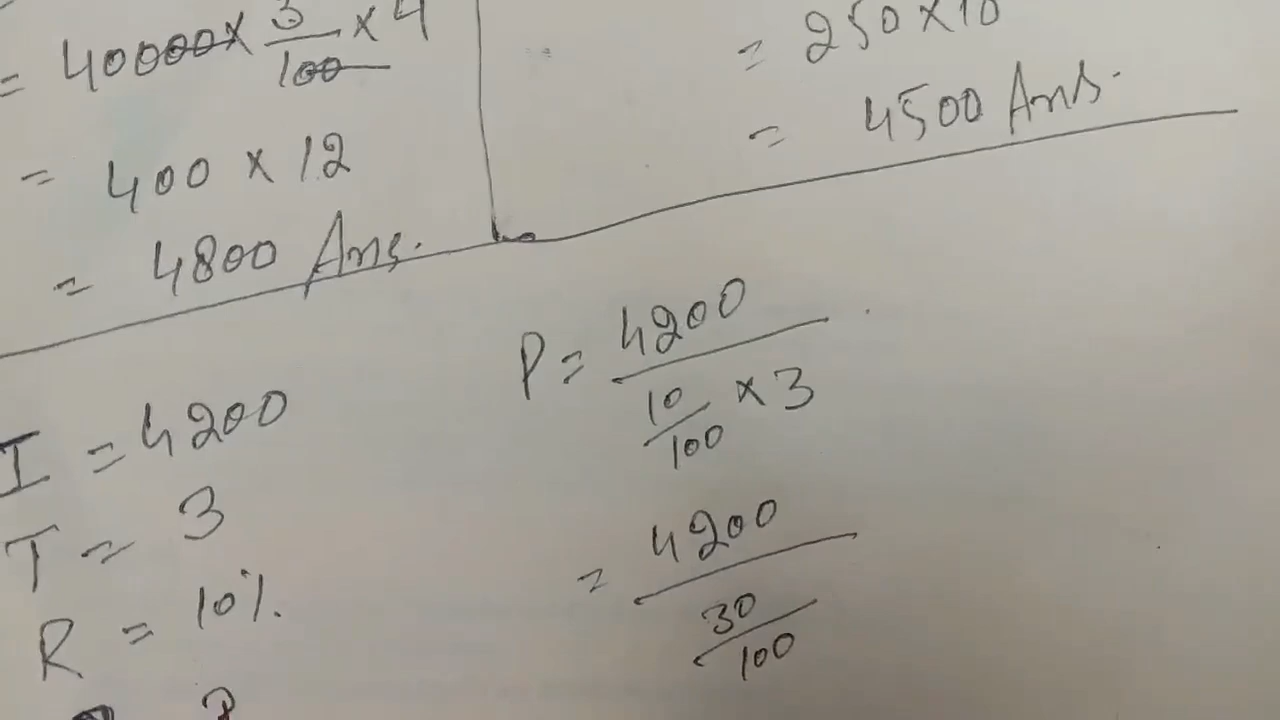 = 40000 × 3/100 × 4
= 400 × 12
= 4800 Ans.
= 250 × 18
= 4500 Ans.
I = 4200
T = 3
R = 10%.
P = 4200 / (10/100 × 3)
= 4200 / (30/100)